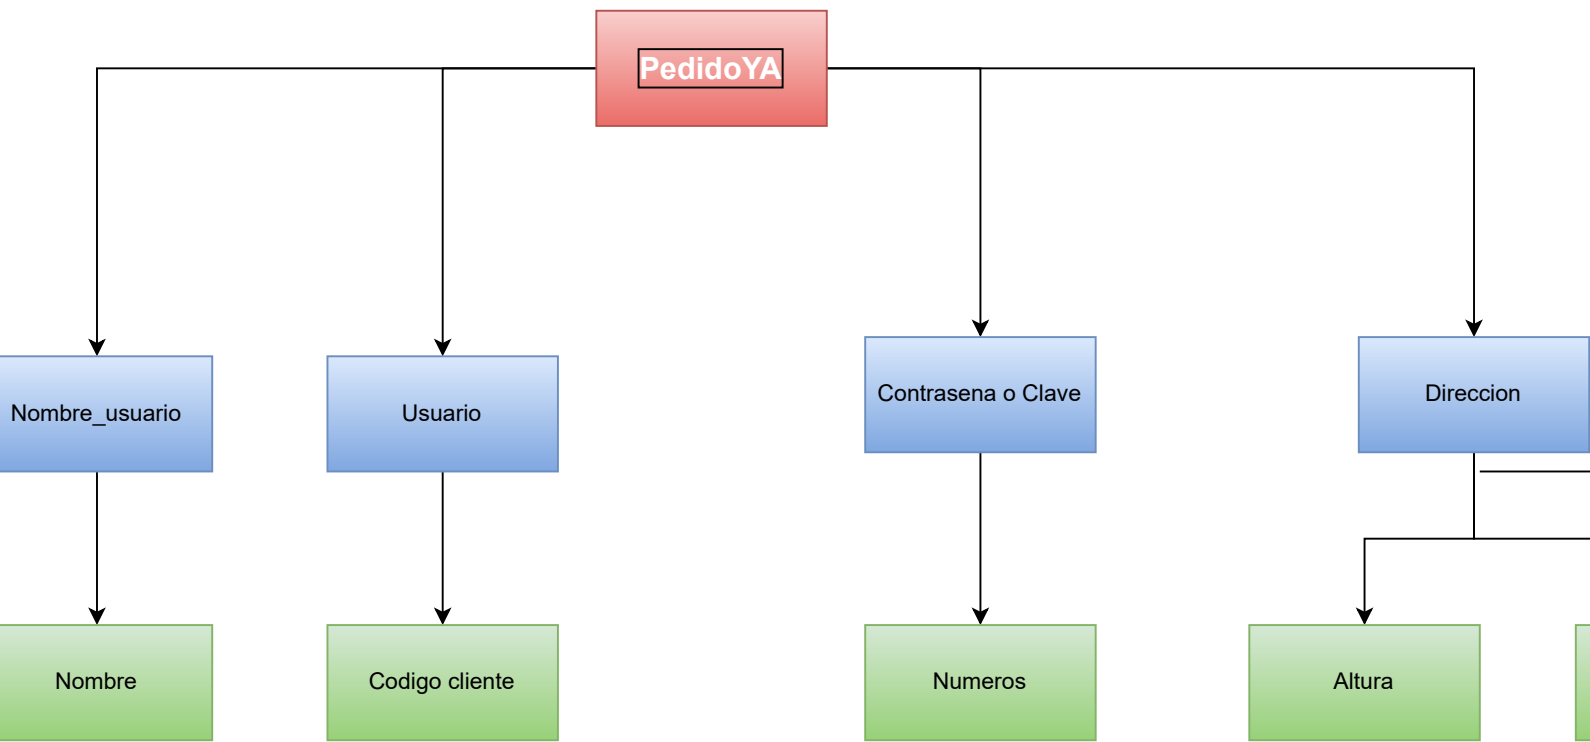 PedidoYA
Nombre_usuario
Usuario
Contrasena o Clave
Direccion
Nombre
Codigo cliente
Numeros
Altura